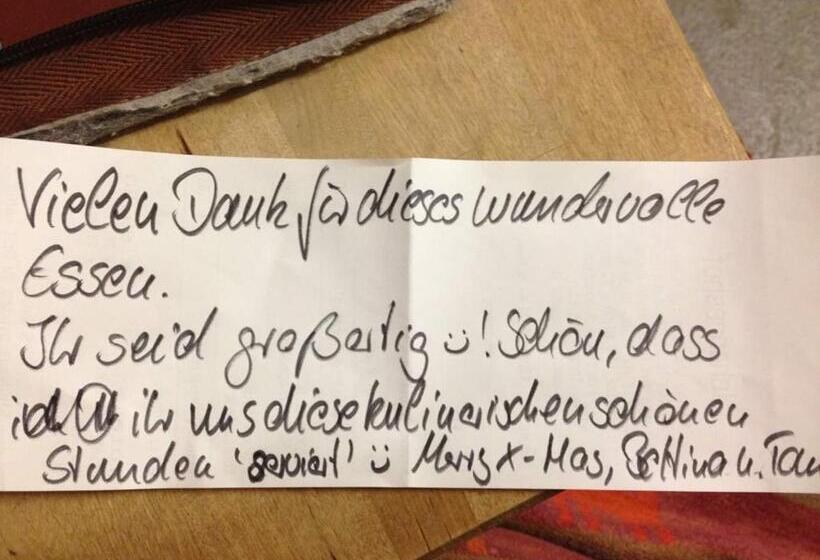 Vielen Dank für dieses wundervolle
Essen.
Ihr seid großartig ü! Schön, dass
ihr uns diese kulinarischen schönen
Stunden 'serviert' ü Merry X-Mas, Bettina u. Tom